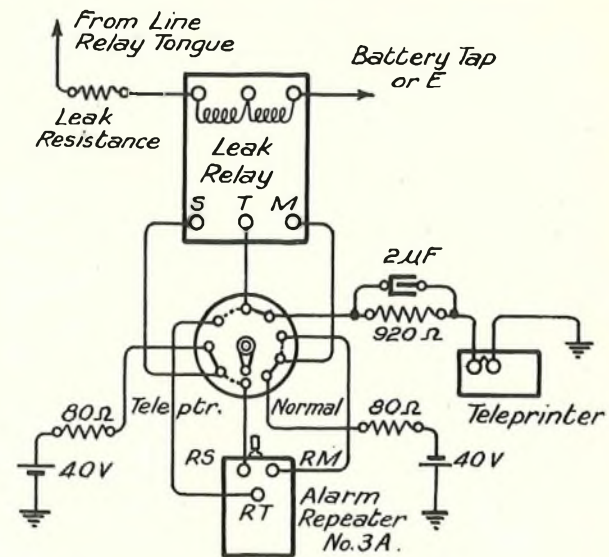 From Line
Relay Tongue
Battery Tap
or E
Leak
Resistance
Leak
Relay
S T M
2μF
920 Ω
Teleprinter
80Ω
Teleptr.
Normal
80Ω
40V
40V
RS
RM
RT
Alarm
Repeater
No. 3A.